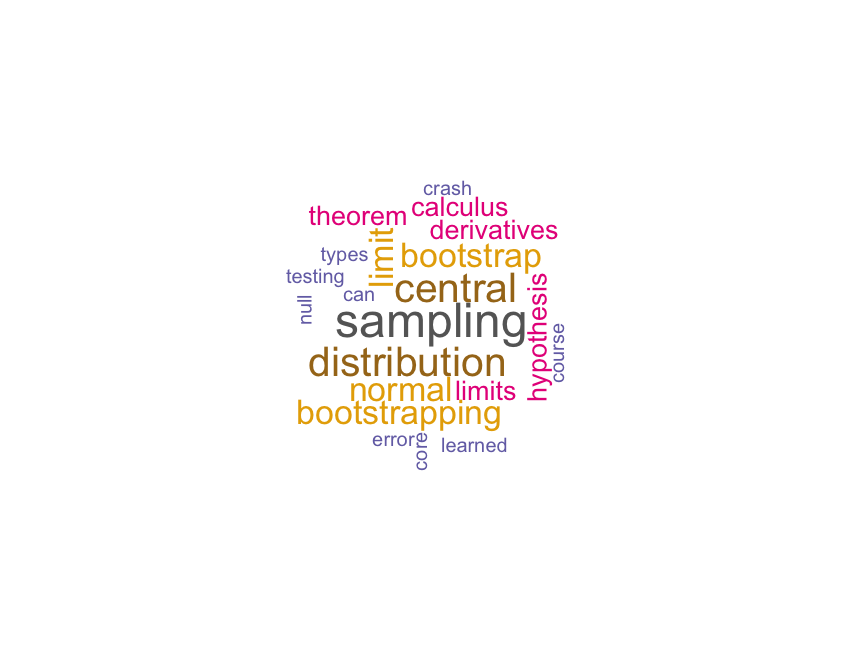 crash
theorem
calculus
derivatives
limit
types
bootstrap
testing
central
can
null
sampling
hypothesis
course
distribution
normal
limits
bootstrapping
error
core
learned